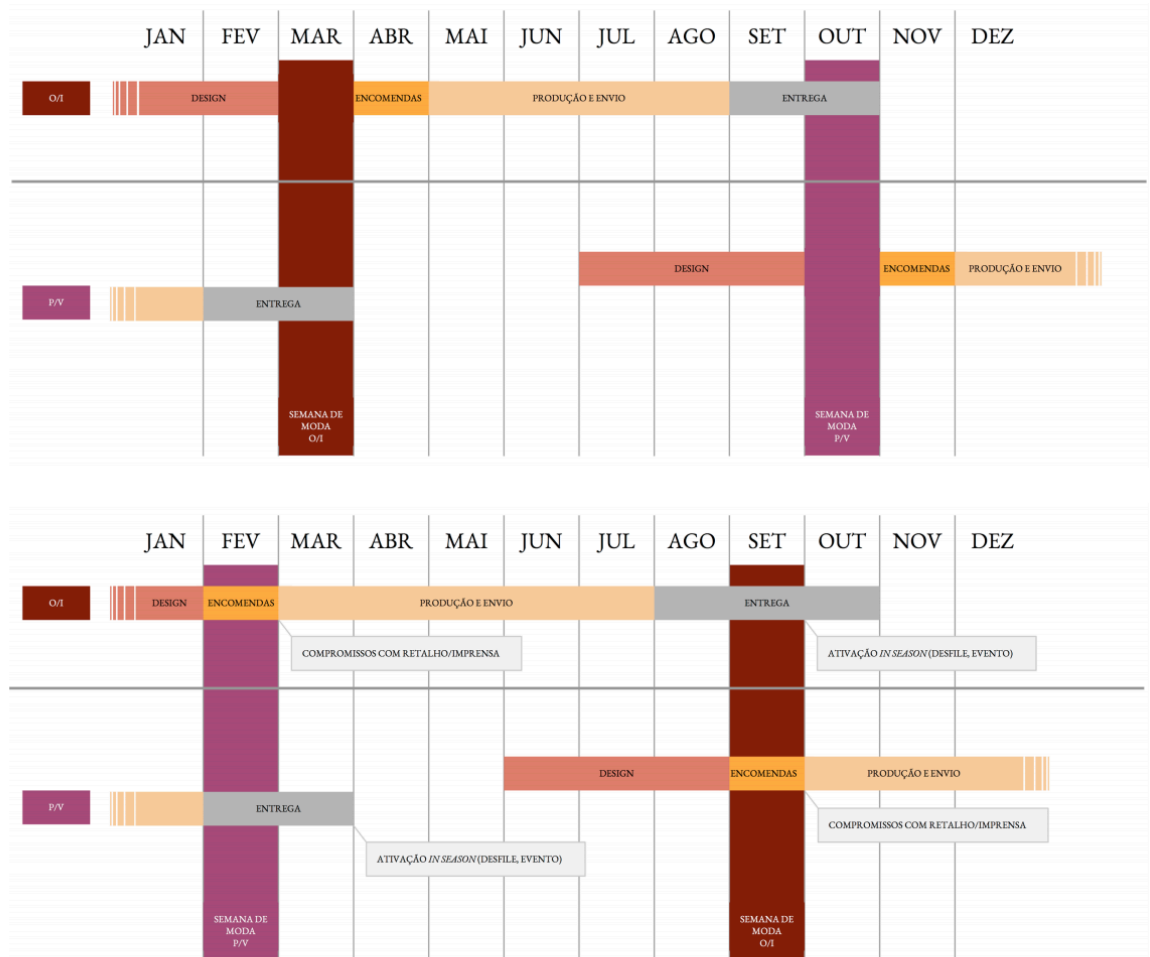 JAN FEV MAR ABR MAI JUN JUL AGO SET OUT NOV DEZ
O/I DESIGN ENCOMENDAS PRODUÇÃO E ENVIO ENTREGA
DESIGN ENCOMENDAS PRODUÇÃO E ENVIO
P/V ENTREGA
SEMANA DE SEMANA DE
MODA MODA
O/I P/V
JAN FEV MAR ABR MAI JUN JUL AGO SET OUT NOV DEZ
O/I DESIGN ENCOMENDAS PRODUÇÃO E ENVIO ENTREGA
COMPROMISSOS COM RETALHO/IMPRENSA ATIVAÇÃO IN SEASON (DESFILE, EVENTO)
DESIGN ENCOMENDAS PRODUÇÃO E ENVIO
P/V ENTREGA
COMPROMISSOS COM RETALHO/IMPRENSA
ATIVAÇÃO IN SEASON (DESFILE, EVENTO)
SEMANA DE SEMANA DE
MODA MODA
P/V O/I